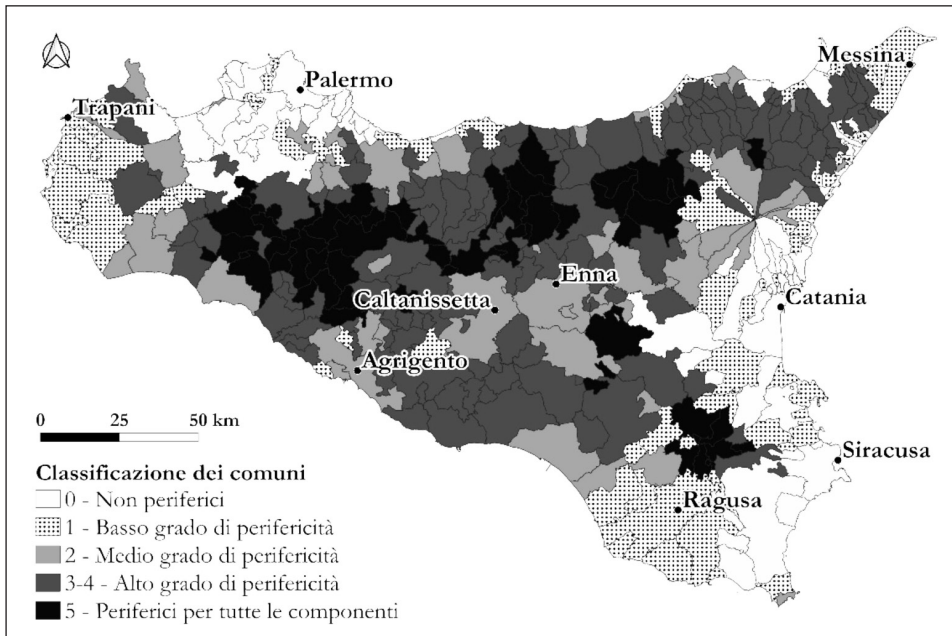 Messina
Palermo
Trapani
Enna
Caltanissetta
Catania
Agrigento
0 25 50 km
Siracusa
Classificazione dei comuni
0 - Non periferici
Ragusa
1 - Basso grado di perifericità
2 - Medio grado di perifericità
3-4 - Alto grado di perifericità
5 - Periferici per tutte le componenti